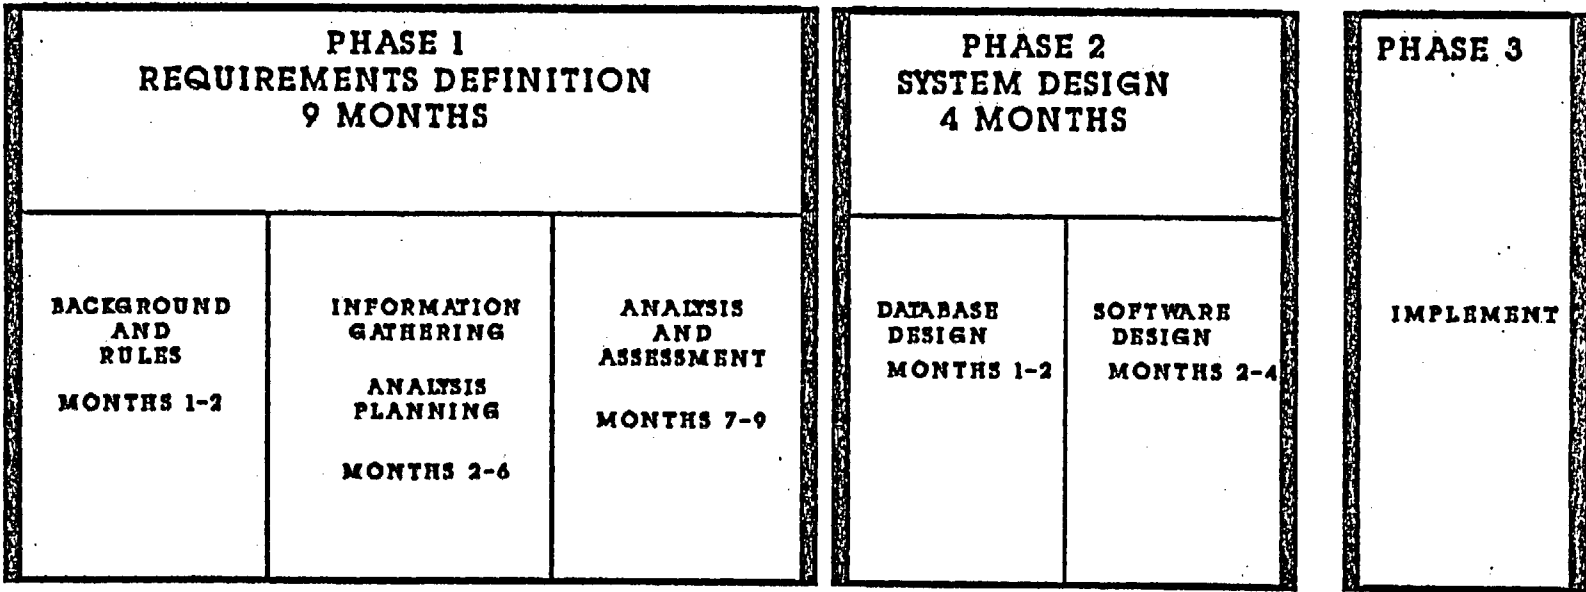 PHASE 1
REQUIREMENTS DEFINITION
9 MONTHS
BACKGROUND
AND
RULES
MONTHS 1-2
INFORMATION
GATHERING
ANALYSIS
PLANNING
MONTHS 2-6
ANALYSIS
AND
ASSESSMENT
MONTHS 7-9
PHASE 2
SYSTEM DESIGN
4 MONTHS
DATABASE
DESIGN
MONTHS 1-2
SOFTWARE
DESIGN
MONTHS 2-4
PHASE 3
IMPLEMENT